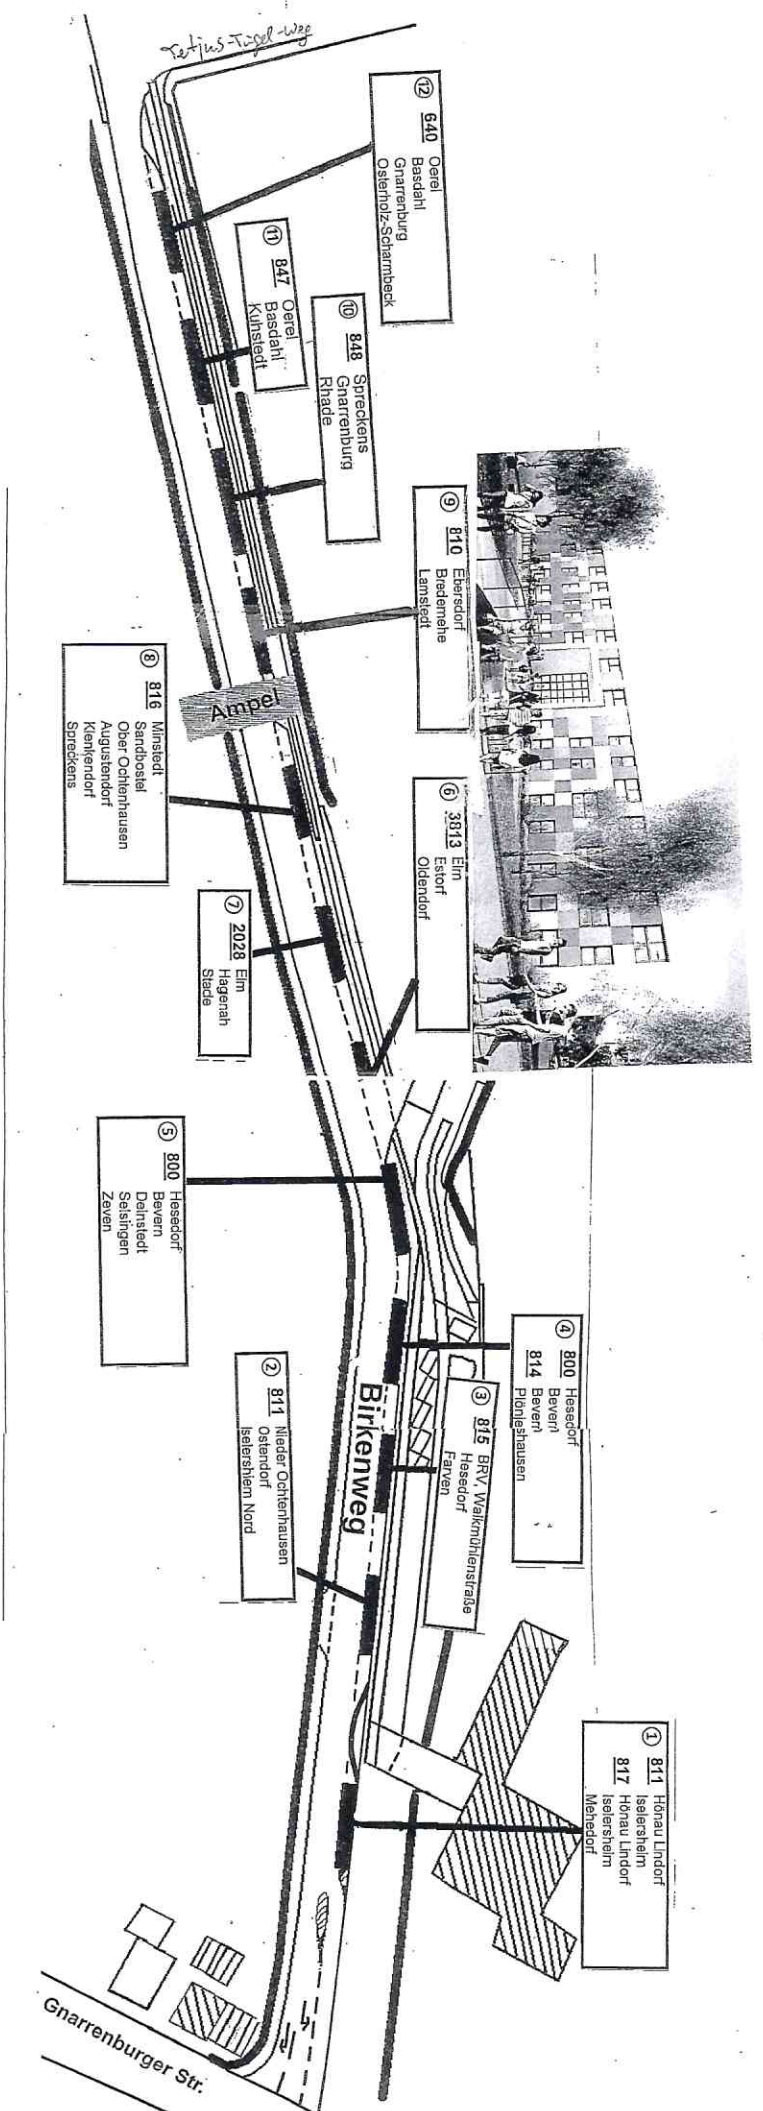 Tetjus-Tügel-Weg
⑫ 640 Oerel
Basdahl
Gnarrenburg
Osterholz-Scharmbeck
⑪ 847 Oerel
Basdahl
Kuhstedt
⑩ 848 Spreckens
Gnarrenburg
Rhade
⑨ 810 Ebersdorf
Bredemehe
Lamstedt
Ampel
⑧ 816 Minstedt
Sandbostel
Ober Ochtenhausen
Augustendorf
Klenkendorf
Spreckens
⑦ 2028 Elm
Hagenah
Stade
⑥ 3813 Elm
Estorf
Oldendorf
⑤ 800 Hesedorf
Bevern
Deinstedt
Selsingen
Zeven
④ 800 Hesedorf
Bevern
814 Bevern
Plönjeshausen
③ 815 BRV, Walkmühlenstraße
Hesedorf
Farven
Birkenweg
② 811 Nieder Ochtenhausen
Ostendorf
Iselershiem Nord
① 811 Hönau Lindorf
Iselersheim
817 Hönau Lindorf
Iselersheim
Mehedorf
Gnarrenburger Str.